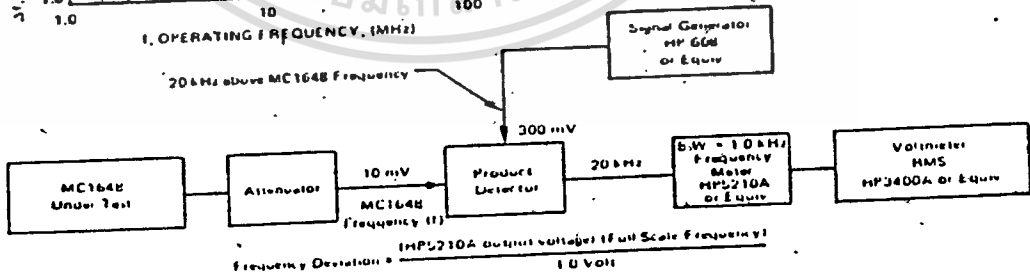 1.0
1.0
10
100
f, OPERATING FREQUENCY, (MHz)
Signal Generator
HP 608
or Equiv
20 kHz above MC1648 Frequency
300 mV
MC1648
Under Test
Attenuator
10 mV
MC1648
Frequency (f)
Product
Detector
20 kHz
B.W. = 1.0 kHz
Frequency
Meter
HP5210A
or Equiv
Voltmeter
RMS
HP3400A or Equiv
Frequency Deviation = (HP5210A output voltage) (Full Scale Frequency)
1.0 Volt